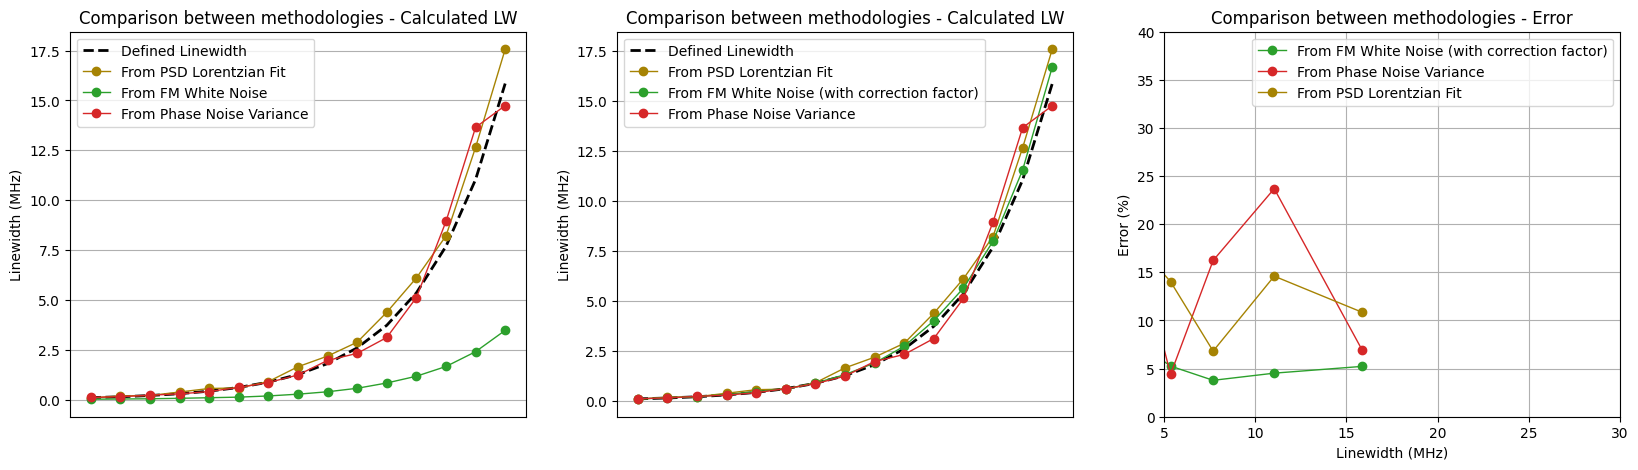 Comparison between methodologies - Calculated LW
Defined Linewidth
From PSD Lorentzian Fit
From FM White Noise
From Phase Noise Variance
Linewidth (MHz)
17.5
15.0
12.5
10.0
7.5
5.0
2.5
0.0
Comparison between methodologies - Calculated LW
Defined Linewidth
From PSD Lorentzian Fit
From FM White Noise (with correction factor)
From Phase Noise Variance
Linewidth (MHz)
17.5
15.0
12.5
10.0
7.5
5.0
2.5
0.0
Comparison between methodologies - Error
From FM White Noise (with correction factor)
From Phase Noise Variance
From PSD Lorentzian Fit
Error (%)
40
35
30
25
20
15
10
5
0
5 10 15 20 25 30
Linewidth (MHz)